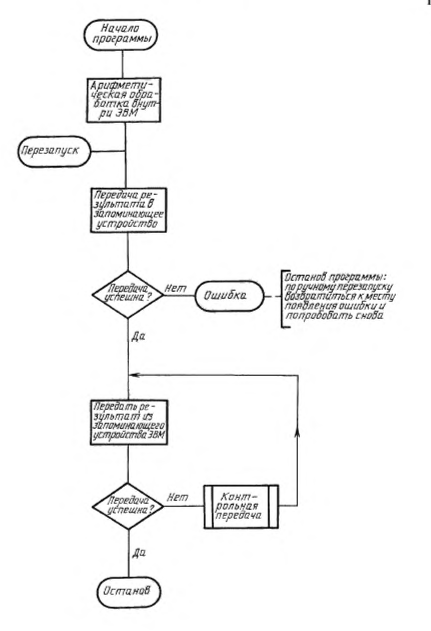 Начало
программы
Арифмети-
ческая обра-
ботка внут-
ри ЭВМ
Перезапуск
Передача ре-
зультата в
запоминающее
устройство
Передача
успешна?
Нет
Ошибка
Останов программы:
по ручному перезапуску
возвратиться к месту
появления ошибки и
попробовать снова
Да
Передать ре-
зультат из
запоминающего
устройства ЭВМ
Передача
успешна?
Нет
Конт-
рольная
передача
Да
Останов